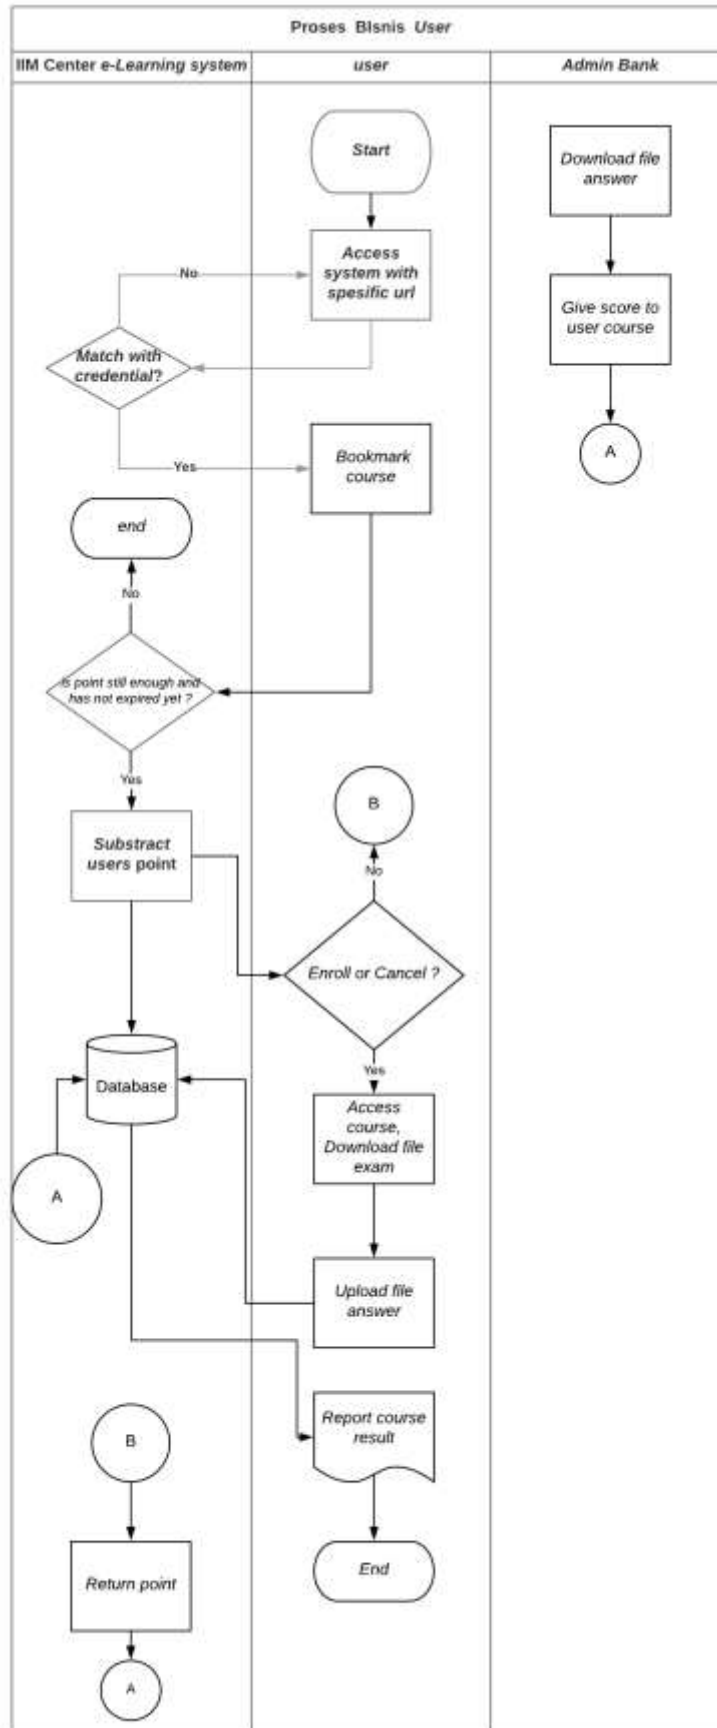 Proses BIsnis User
IIM Center e-Learning system
user
Admin Bank
Start
Download file
answer
Access
system with
spesific url
No
Give score to
user course
Match with
credential?
A
Yes
Bookmark
course
end
No
Is point still enough and
has not expired yet ?
Yes
B
Substract
users point
No
Enroll or Cancel ?
Yes
Database
Access
course,
Download file
exam
A
Upload file
answer
Report course
result
B
End
Return point
A